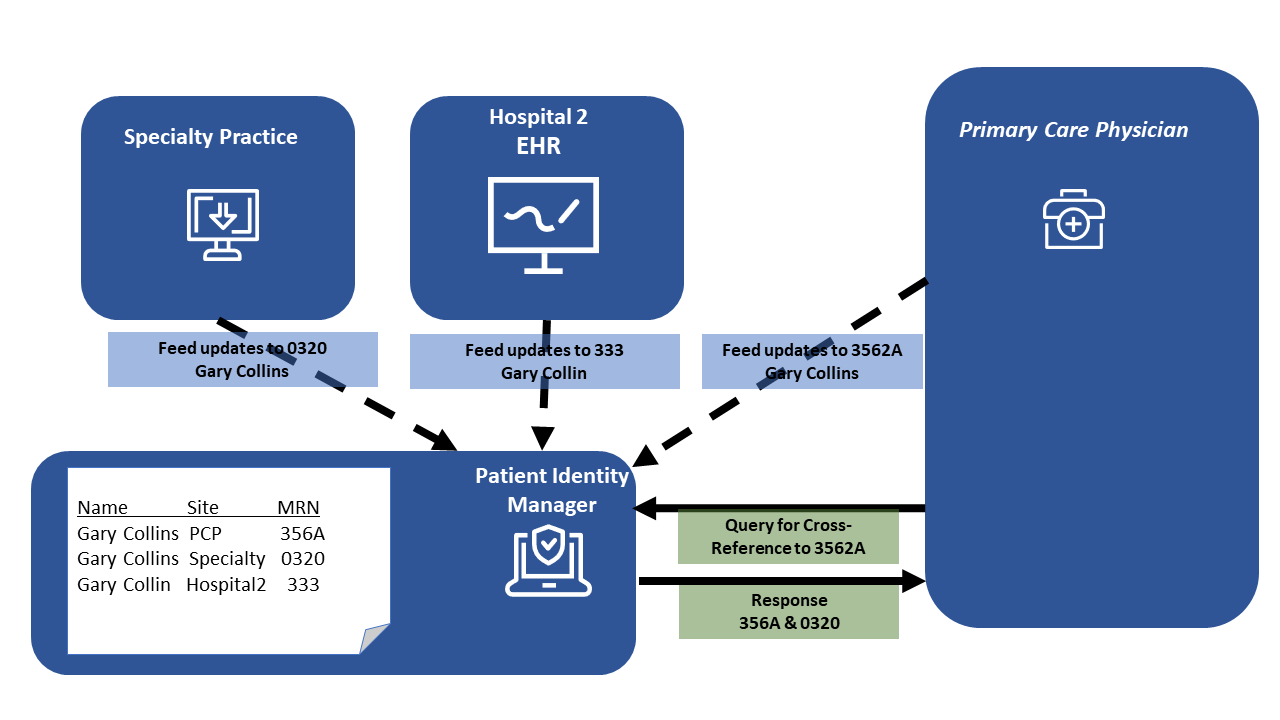 Specialty Practice
Hospital 2
EHR
Primary Care Physician
Feed updates to 0320
Gary Collins
Feed updates to 333
Gary Collin
Feed updates to 3562A
Gary Collins
Patient Identity
Manager
Name Site MRN
Gary Collins PCP 356A
Gary Collins Specialty 0320
Gary Collin Hospital2 333
Query for Cross-
Reference to 3562A
Response
356A & 0320